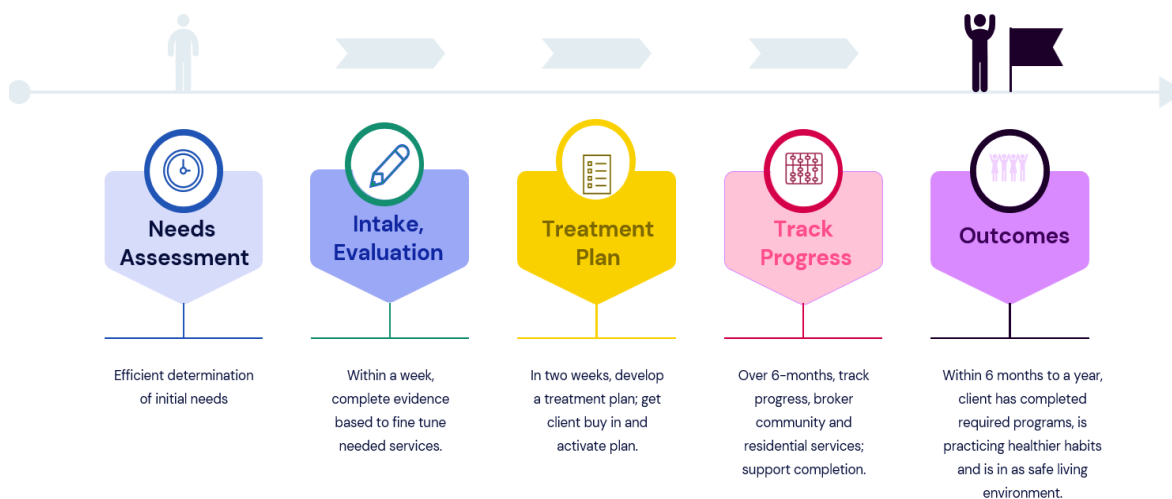 Needs
Assessment
Intake,
Evaluation
Treatment
Plan
Track
Progress
Outcomes
Efficient determination
of initial needs
Within a week,
complete evidence
based to fine tune
needed services.
In two weeks, develop
a treatment plan; get
client buy in and
activate plan.
Over 6-months, track
progress, broker
community and
residential services;
support completion.
Within 6 months to a year,
client has completed
required programs, is
practicing healthier habits
and is in as safe living
environment.